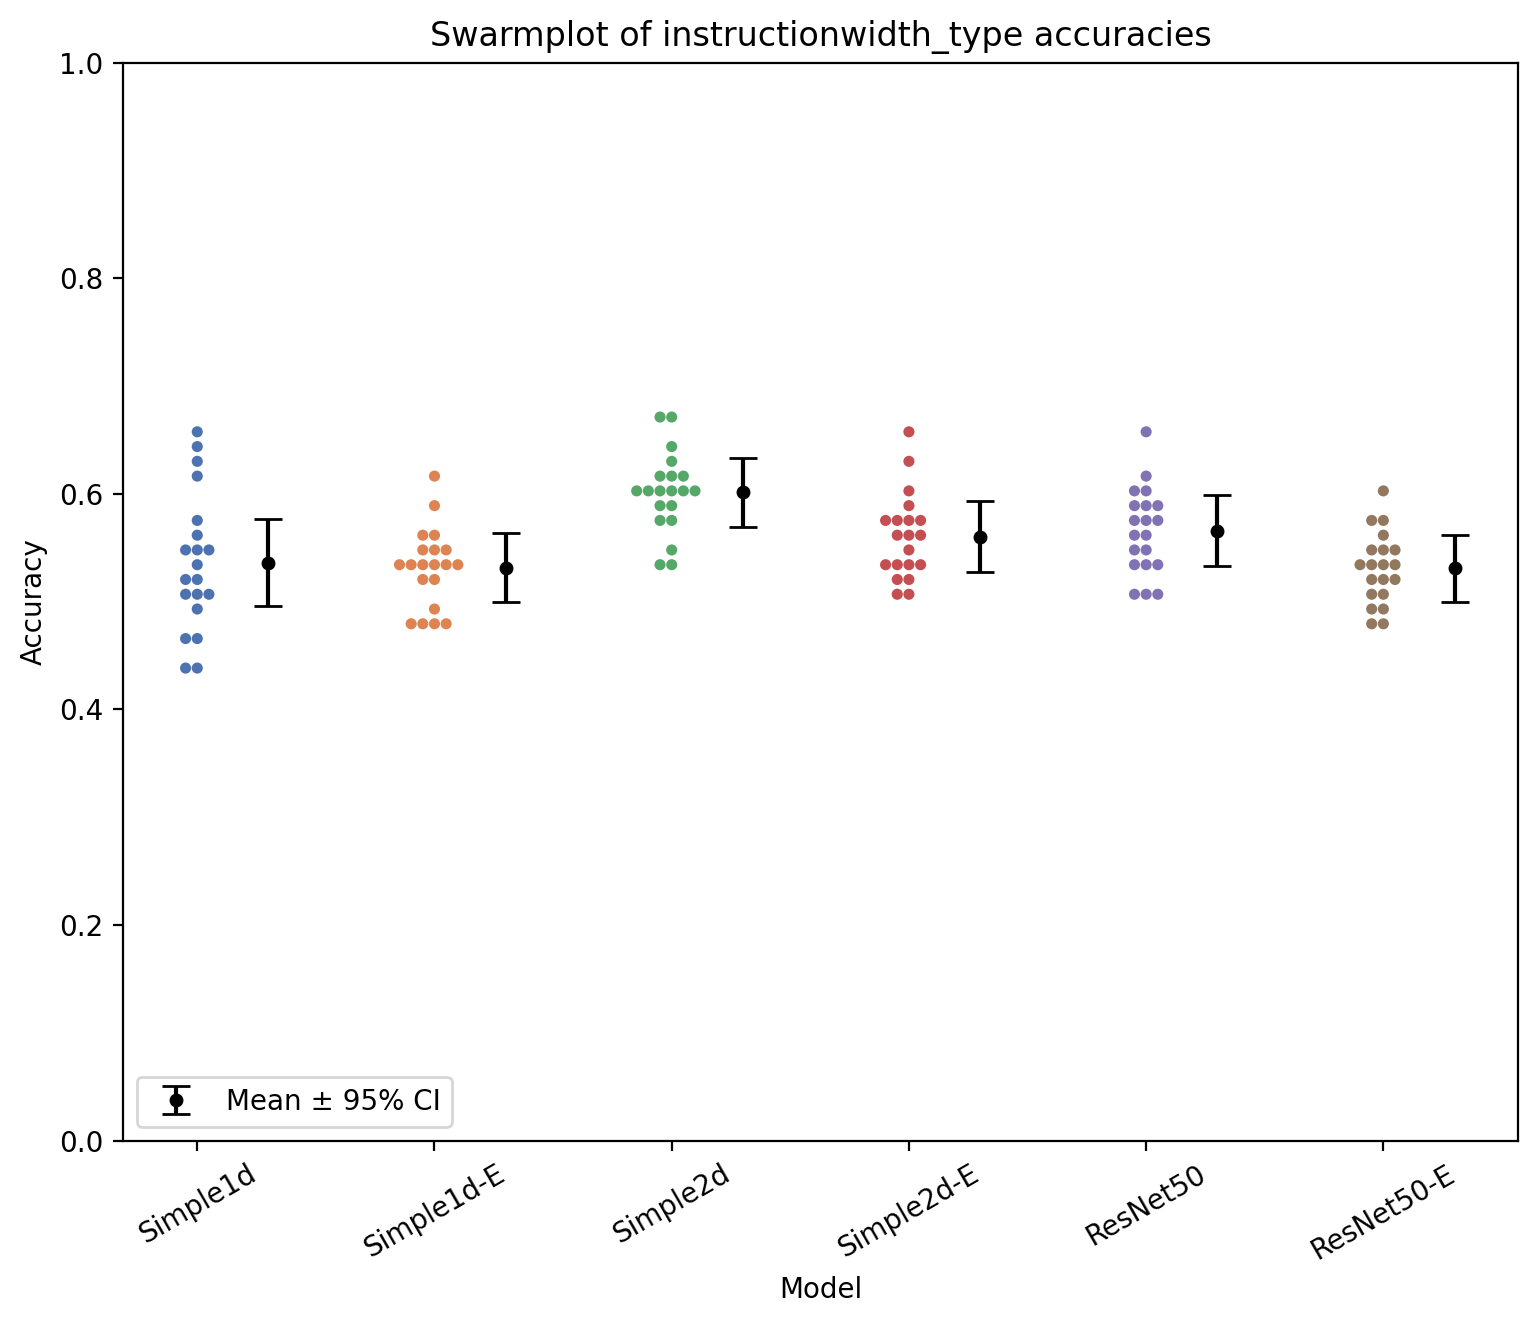 Swarmplot of instructionwidth_type accuracies
1.0
0.8
0.6
0.4
0.2
0.0
Accuracy
Mean ± 95% CI
Simple1d
Simple1d-E
Simple2d
Simple2d-E
ResNet50
ResNet50-E
Model